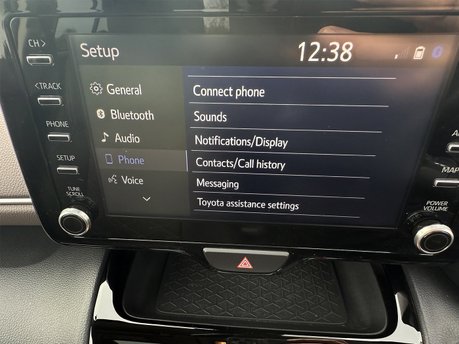 CH >
Setup
12:38
< TRACK
General
Connect phone
Bluetooth
Sounds
PHONE
Audio
Notifications/Display
SETUP
Phone
Contacts/Call history
Voice
Messaging
Toyota assistance settings
MAP
TUNE
SCROLL
POWER
VOLUME